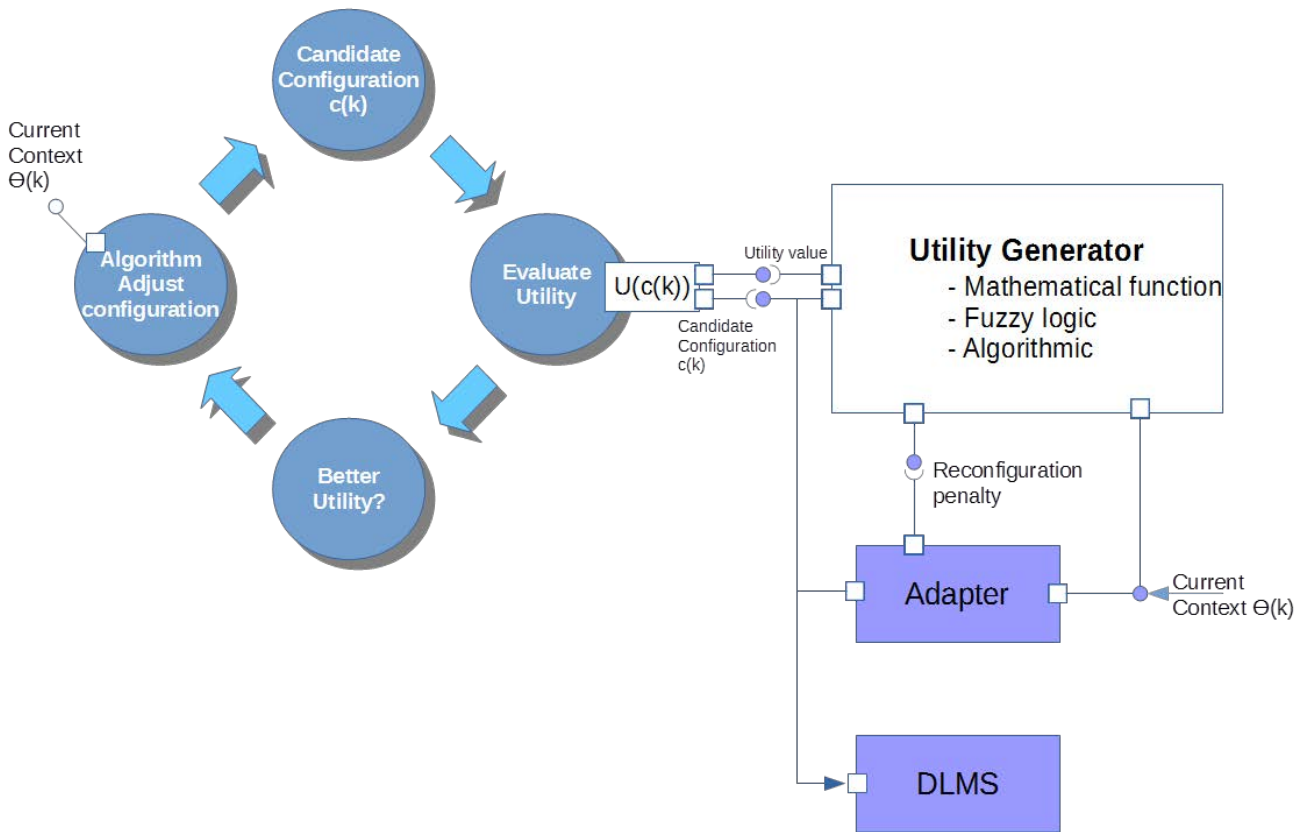 Candidate
Configuration
c(k)
Current
Context
Ɵ(k)
Algorithm
Adjust
configuration
Evaluate
Utility
U(c(k))
Utility value
Candidate
Configuration
c(k)
Better
Utility?
Utility Generator
- Mathematical function
- Fuzzy logic
- Algorithmic
Reconfiguration
penalty
Adapter
Current
Context Ɵ(k)
DLMS